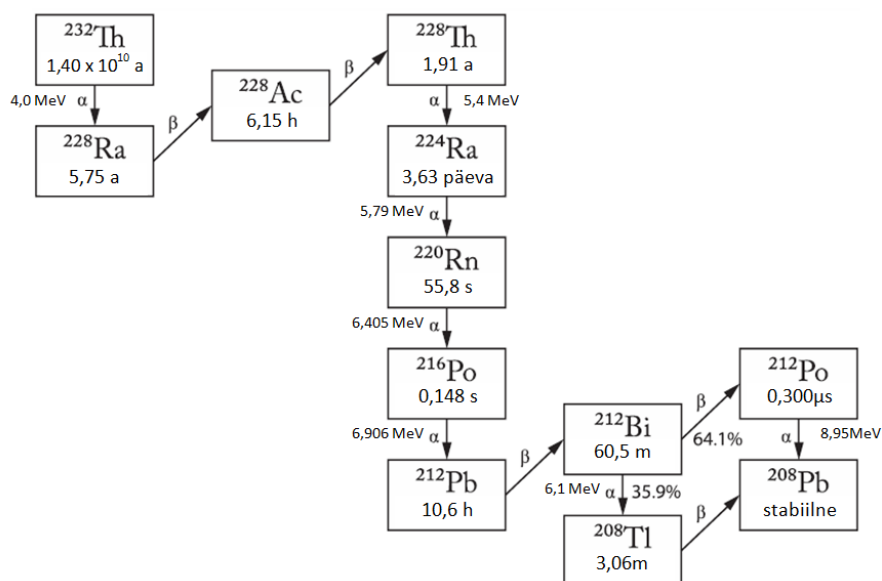 ²³²Th
1,40 x 10¹⁰ a
4,0 MeV α
²²⁸Ra
5,75 a
β
²²⁸Ac
6,15 h
β
²²⁸Th
1,91 a
α 5,4 MeV
²²⁴Ra
3,63 päeva
5,79 MeV α
²²⁰Rn
55,8 s
6,405 MeV α
²¹⁶Po
0,148 s
6,906 MeV α
²¹²Pb
10,6 h
β
²¹²Bi
60,5 m
β
64.1%
6,1 MeV α 35.9%
²⁰⁸Tl
3,06m
β
²¹²Po
0,300µs
α 8,95MeV
²⁰⁸Pb
stabiilne